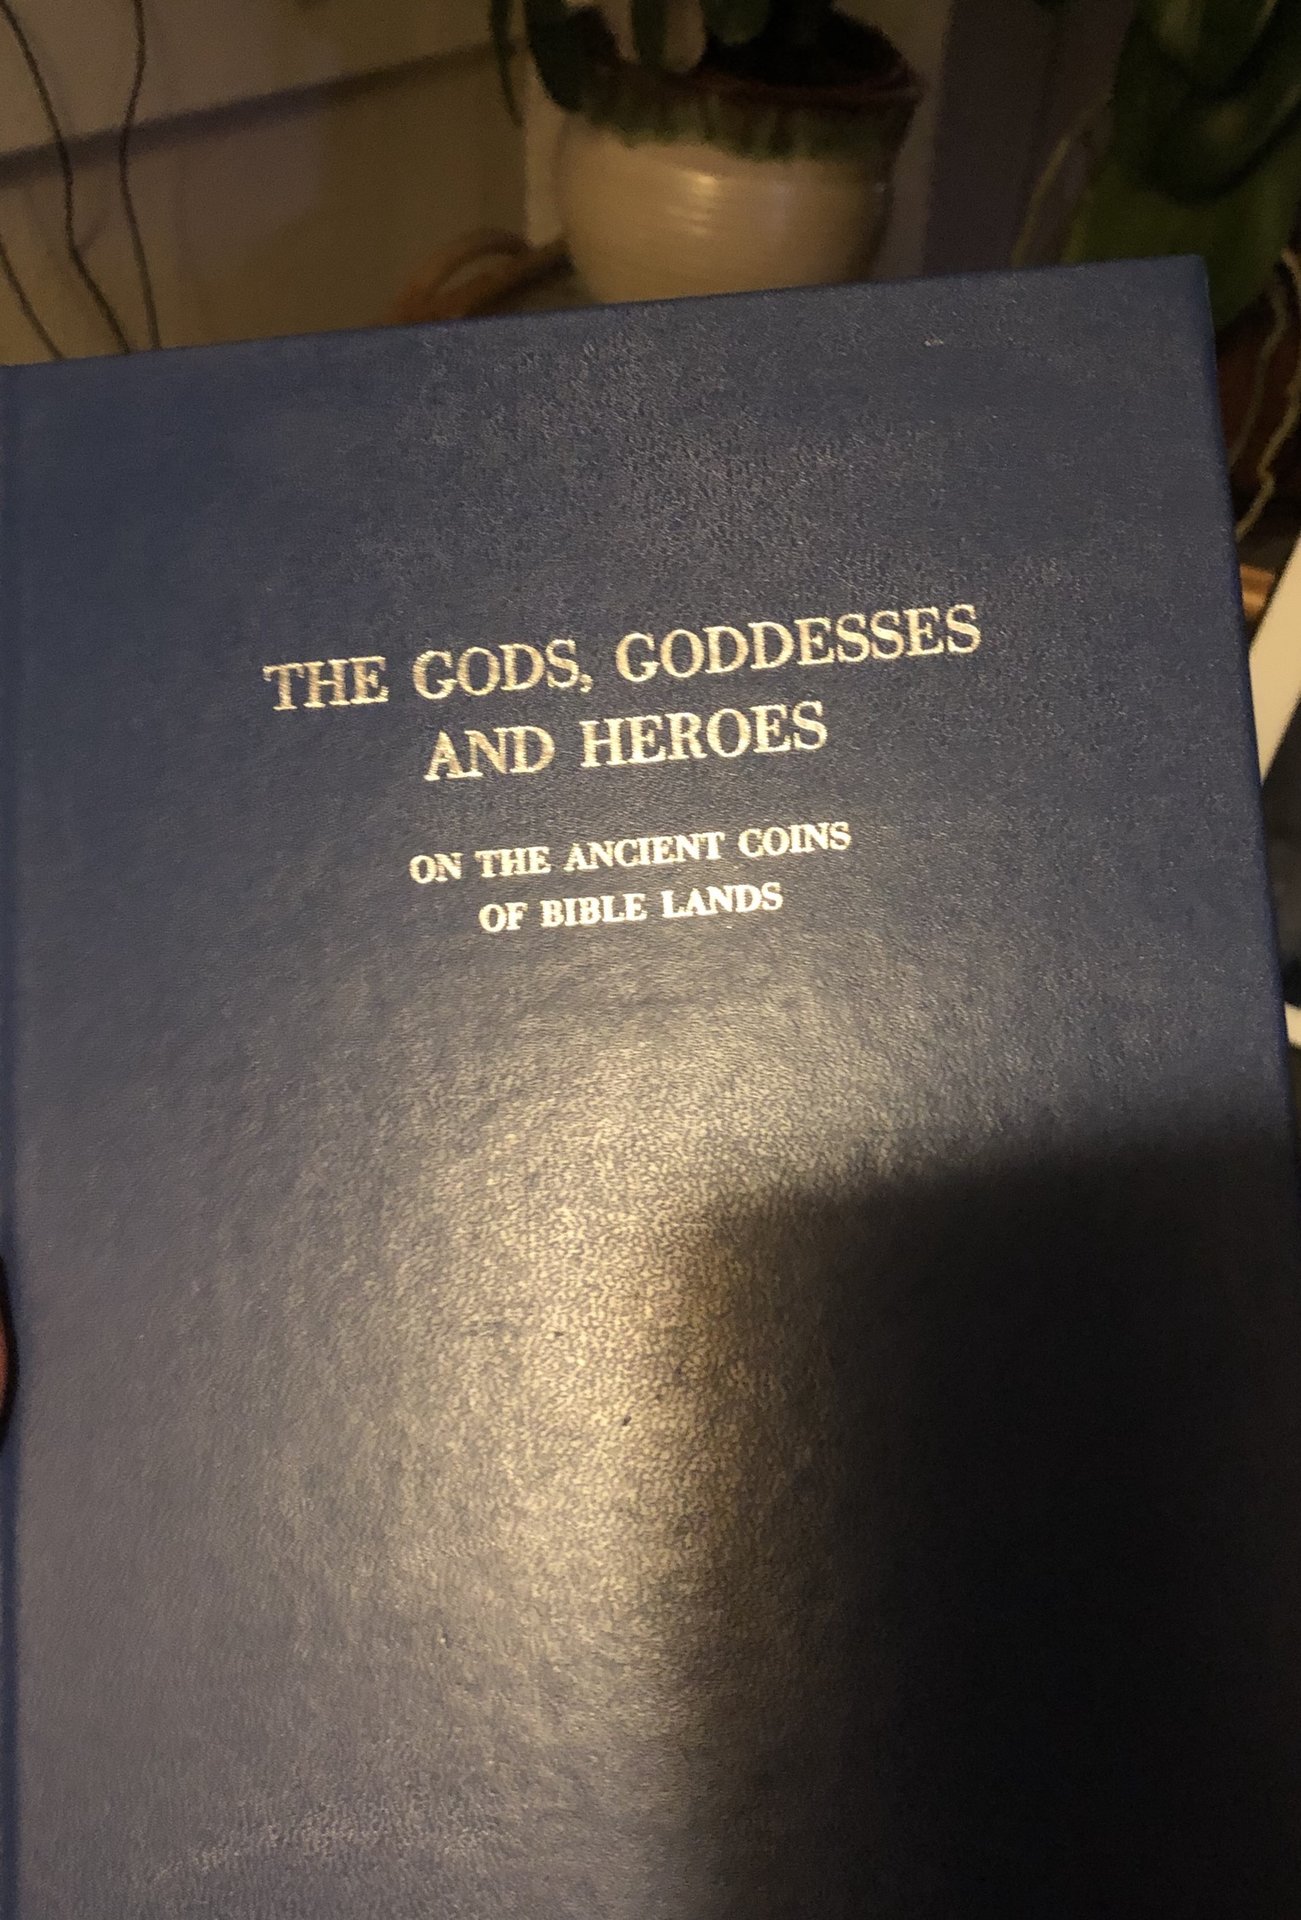 THE GODS, GODDESSES
AND HEROES
ON THE ANCIENT COINS
OF BIBLE LANDS